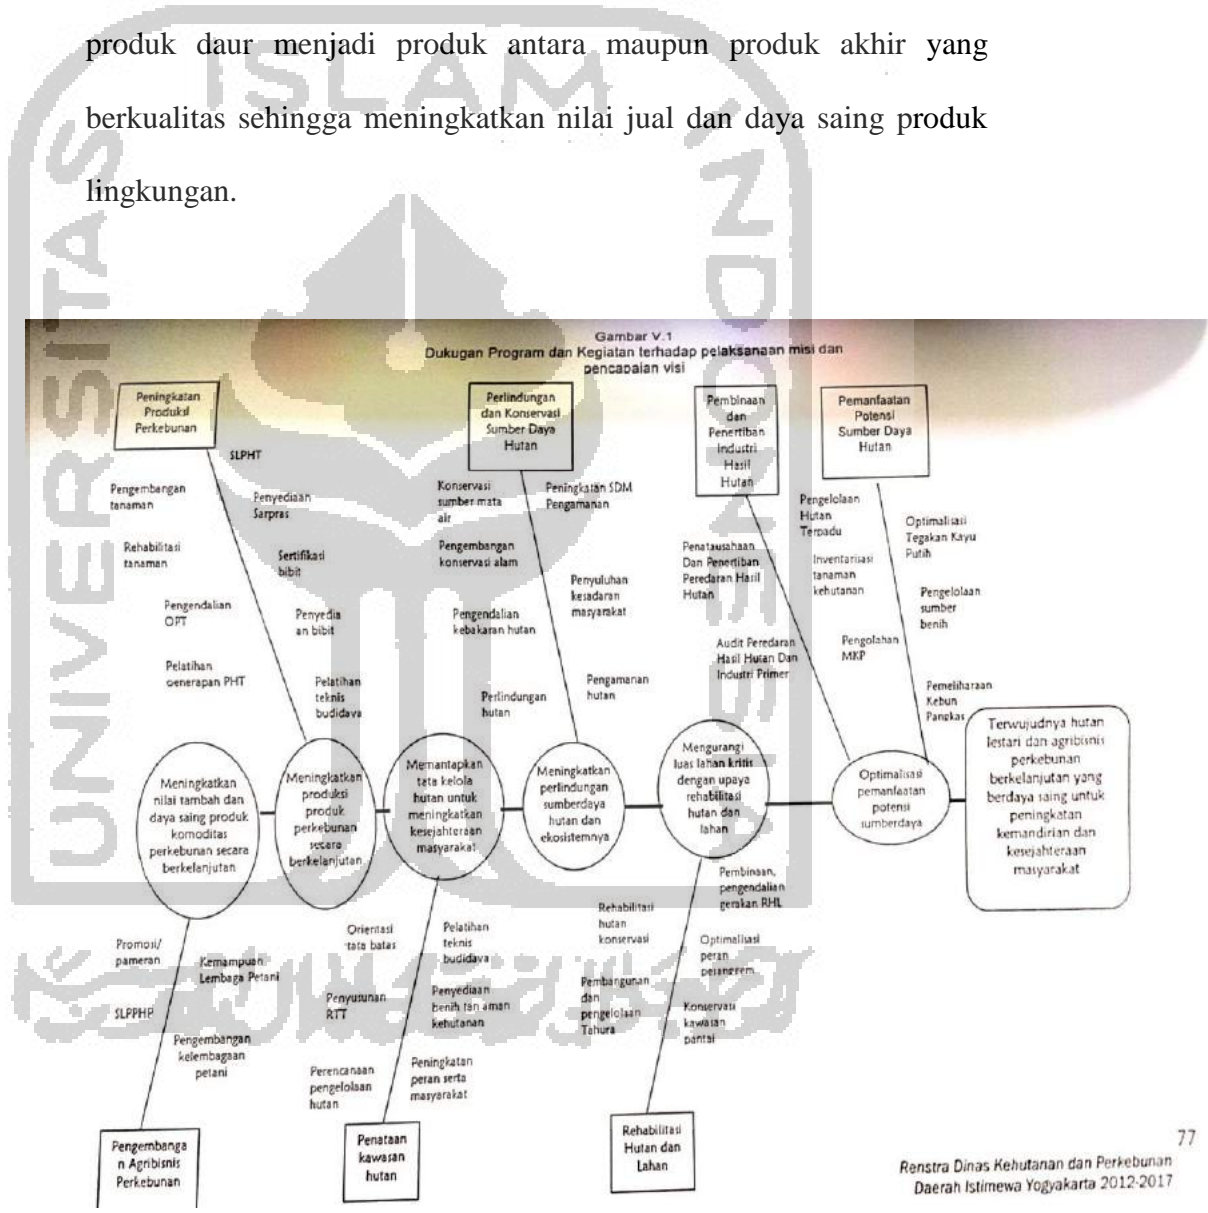 produk daur menjadi produk antara maupun produk akhir yang
berkualitas sehingga meningkatkan nilai jual dan daya saing produk
lingkungan.
Gambar V.1
Dukungan Program dan Kegiatan terhadap pelaksanaan misi dan
pencapaian visi
Peningkatan
Produksi
Perkebunan
Perlindungan
dan Konservasi
Sumber Daya
Hutan
Pembinaan
dan
Penertiban
Industri
Hasil
Hutan
Pemanfaatan
Potensi
Sumber Daya
Hutan
SLPHT
Pengembangan
tanaman
Penyediaan
Sarpras
Rehabilitasi
tanaman
Sertifikasi
bibit
Pengendalian
OPT
Penyedia
an bibit
Pelatihan
penerapan PHT
Pelatihan
teknis
budidaya
Konservasi
sumber mata
air
Peningkatan SDM
Pengamanan
Pengembangan
konservasi alam
Penyuluhan
kesadaran
masyarakat
Pengendalian
kebakaran hutan
Pengamanan
hutan
Perlindungan
hutan
Penatausahaan
Dan Penertiban
Peredaran Hasil
Hutan
Audit Peredaran
Hasil Hutan Dan
Industri Primer
Pengelolaan
Hutan
Terpadu
Optimalisasi
Tegakan Kayu
Putih
Inventarisasi
tanaman
kehutanan
Pengelolaan
sumber
benih
Pengolahan
MKP
Pemeliharaan
Kebun
Pangkas
Meningkatkan
nilai tambah dan
daya saing produk
komoditas
perkebunan secara
berkelanjutan
Meningkatkan
produksi
produk
perkebunan
secara
berkelanjutan
Memantapkan
tata kelola
hutan untuk
meningkatkan
kesejahteraan
masyarakat
Meningkatkan
perlindungan
sumberdaya
hutan dan
ekosistemnya
Mengurangi
luas lahan kritis
dengan upaya
rehabilitasi
hutan dan
lahan
Optimalisasi
pemanfaatan
potensi
sumberdaya
Terwujudnya hutan
lestari dan agribisnis
perkebunan
berkelanjutan yang
berdaya saing untuk
peningkatan
kemandirian dan
kesejahteraan
masyarakat
Promosi/
pameran
Kemampuan
Lembaga Petani
SLPPHP
Pengembangan
kelembagaan
petani
Orientasi
tata batas
Pelatihan
teknis
budidaya
Penyusunan
RTT
Penyediaan
benih tan aman
kehutanan
Perencanaan
pengelolaan
hutan
Peningkatan
peran serta
masyarakat
Pembinaan,
pengendalian
gerakan RHL
Rehabilitasi
hutan
konservasi
Optimalisasi
peran
Pembangunan
dan
pengelolaan
Tahura
Konservasi
kawasan
pantai
Pengembanga
n Agribisnis
Perkebunan
Penataan
kawasan
hutan
Rehabilitasi
Hutan dan
Lahan
77
Renstra Dinas Kehutanan dan Perkebunan
Daerah Istimewa Yogyakarta 2012-2017
UNIVERSITAS
ISLAM
INDONESIA